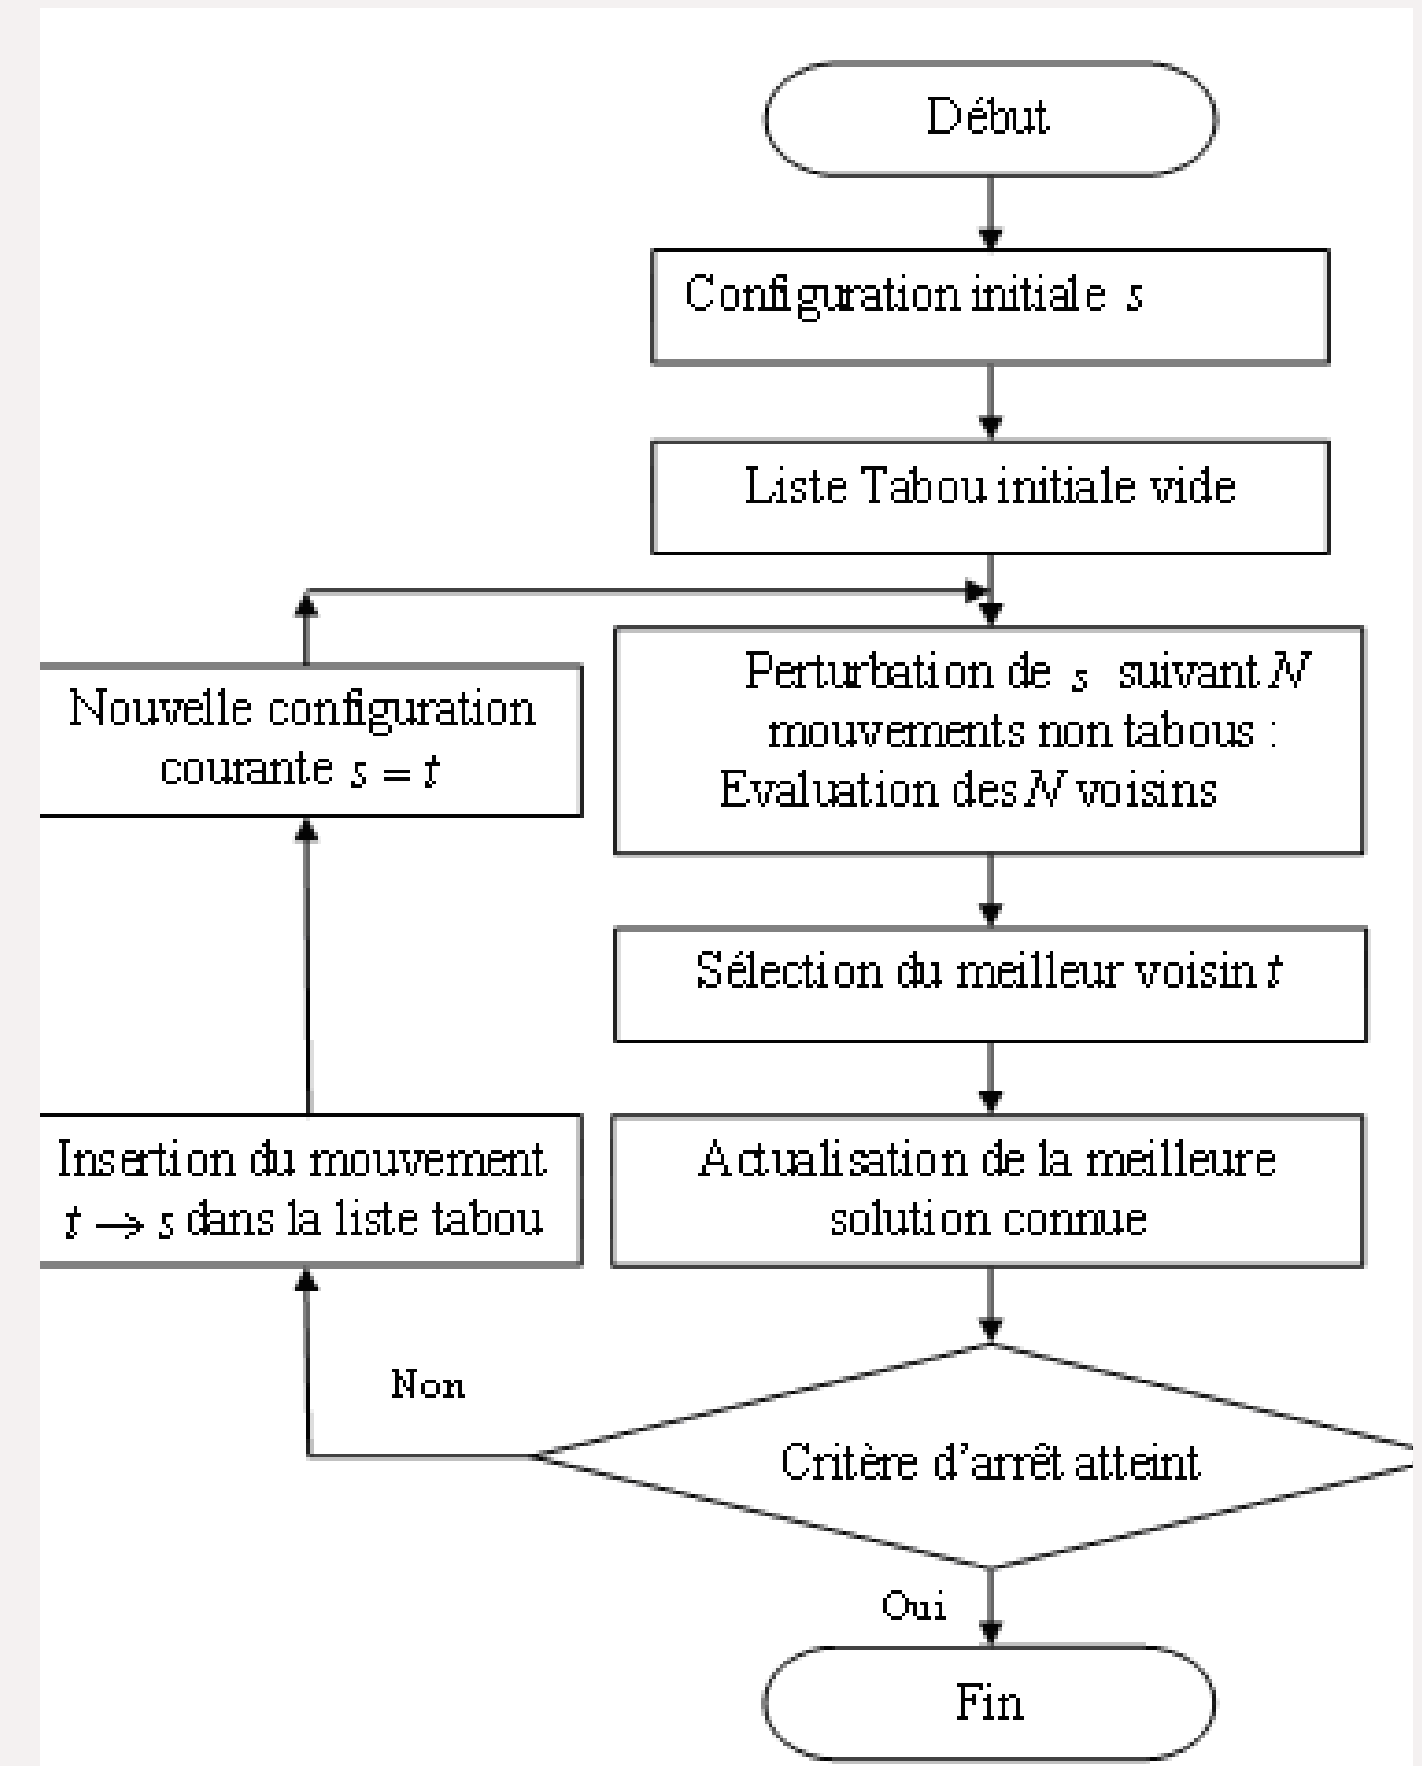 Début
Configuration initiale s
Liste Tabou initiale vide
Perturbation de s suivant N
mouvements non tabous :
Evaluation des N voisins
Sélection du meilleur voisin t
Actualisation de la meilleure
solution connue
Critère d'arrêt atteint
Non
Insertion du mouvement
t → s dans la liste tabou
Nouvelle configuration
courante s = t
Oui
Fin